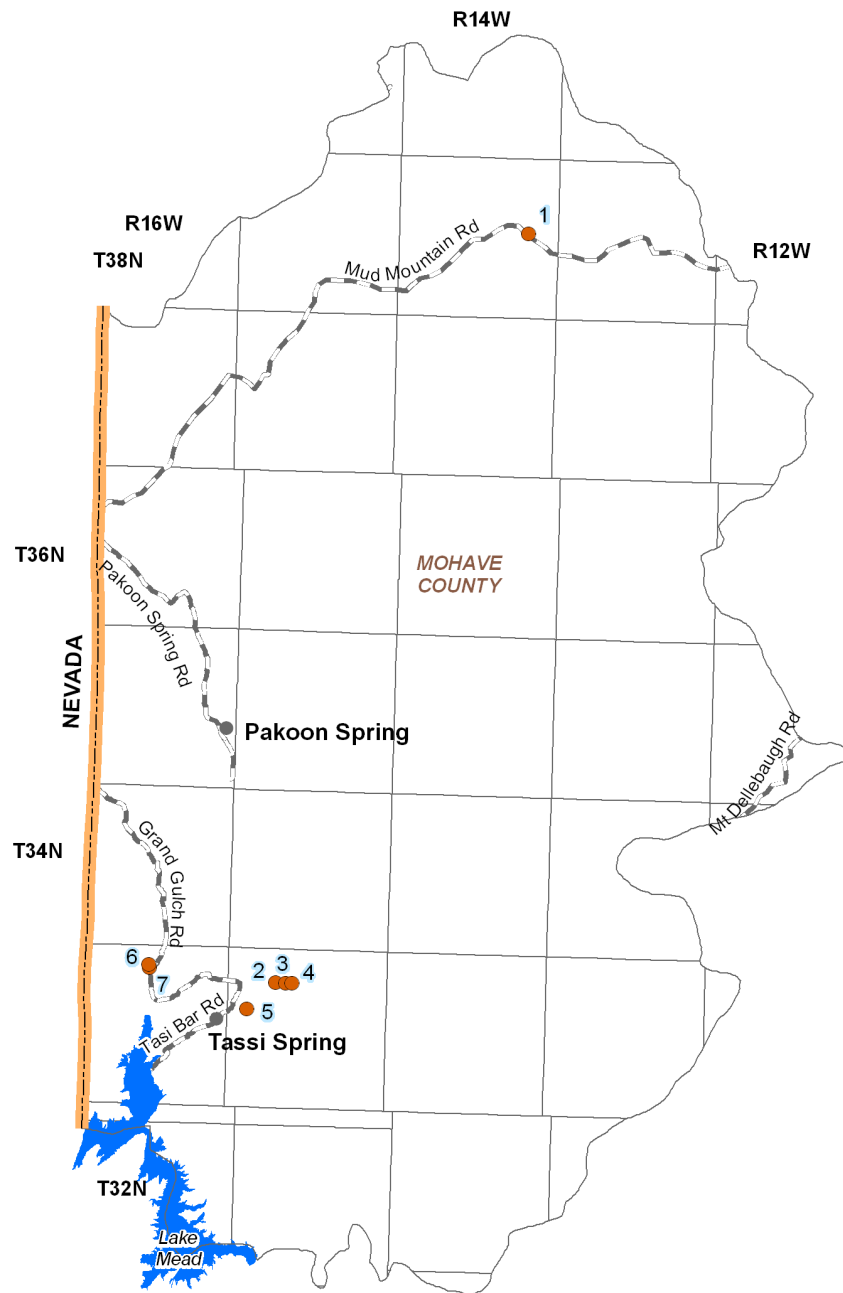 R14W
R16W
1
T38N
R12W
Mud Mountain Rd
T36N
MOHAVE
COUNTY
Pakoon Spring Rd
NEVADA
Pakoon Spring
Mt Dellebaugh Rd
T34N
Grand Gulch Rd
6
7
2
3
4
5
Tasi Bar Rd
Tassi Spring
T32N
Lake
Mead